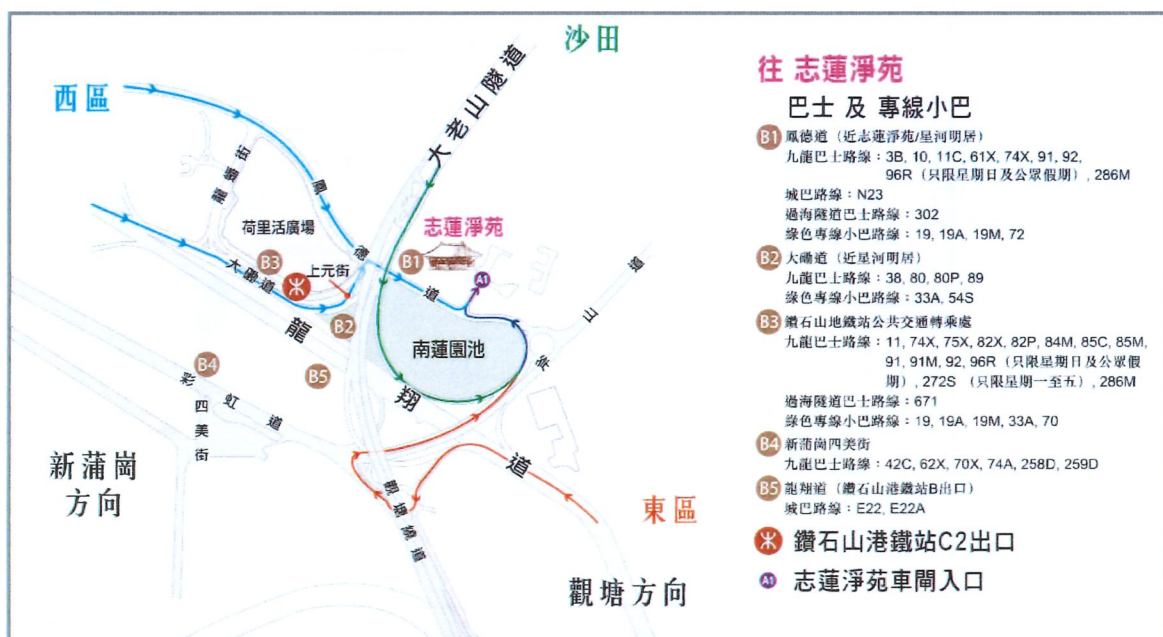 沙田
西區
大老山隧道
龍蟠街
鳳德道
荷里活廣場
志蓮淨苑
B1
A1
B3
上元街
大磡道
B2
龍翔道
南蓮園池
斧山道
B4
B5
彩虹道
四美街
新蒲崗
方向
觀塘繞道
東區
觀塘方向
往 志蓮淨苑
巴士 及 專線小巴
B1 鳳德道（近志蓮淨苑/星河明居）
九龍巴士路線：3B, 10, 11C, 61X, 74X, 91, 92,
96R（只限星期日及公眾假期）, 286M
城巴路線：N23
過海隧道巴士路線：302
綠色專線小巴路線：19, 19A, 19M, 72
B2 大磡道（近星河明居）
九龍巴士路線：38, 80, 80P, 89
綠色專線小巴路線：33A, 54S
B3 鑽石山地鐵站公共交通轉乘處
九龍巴士路線：11, 74X, 75X, 82X, 82P, 84M, 85C, 85M,
91, 91M, 92, 96R（只限星期日及公眾假
期）, 272S （只限星期一至五）, 286M
過海隧道巴士路線：671
綠色專線小巴路線：19, 19A, 19M, 33A, 70
B4 新蒲崗四美街
九龍巴士路線：42C, 62X, 70X, 74A, 258D, 259D
B5 龍翔道（鑽石山港鐵站B出口）
城巴路線：E22, E22A
鑽石山港鐵站C2出口
A1 志蓮淨苑車閘入口